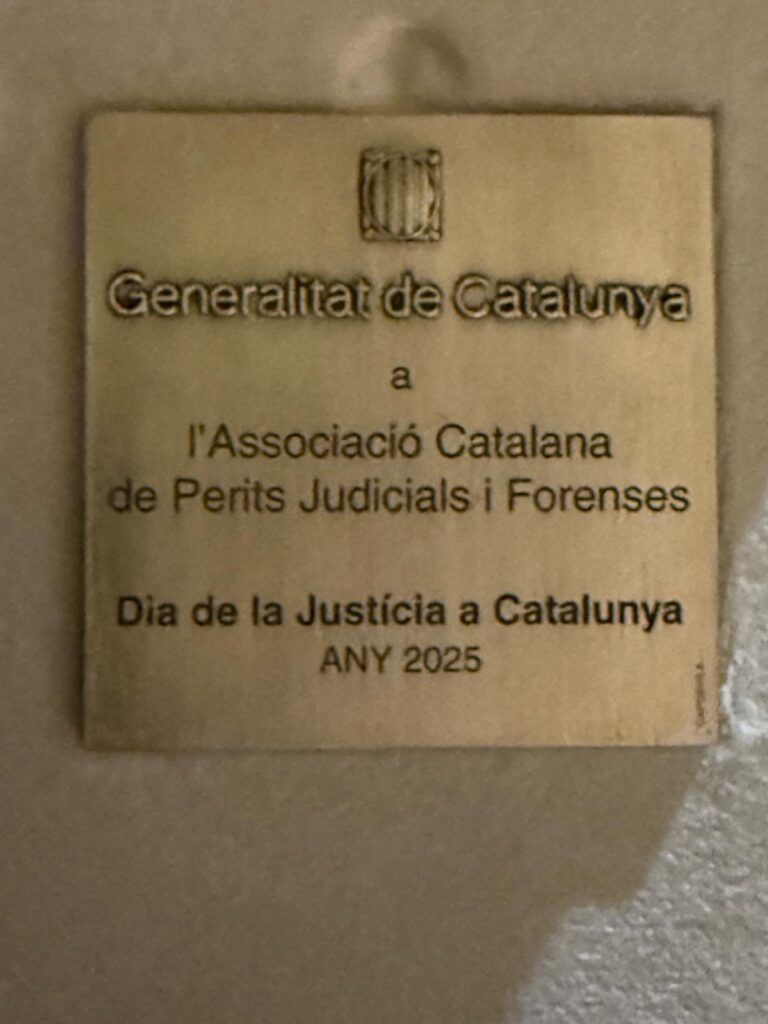 Generalitat de Catalunya
a
l'Associació Catalana
de Perits Judicials i Forenses
Dia de la Justícia a Catalunya
ANY 2025